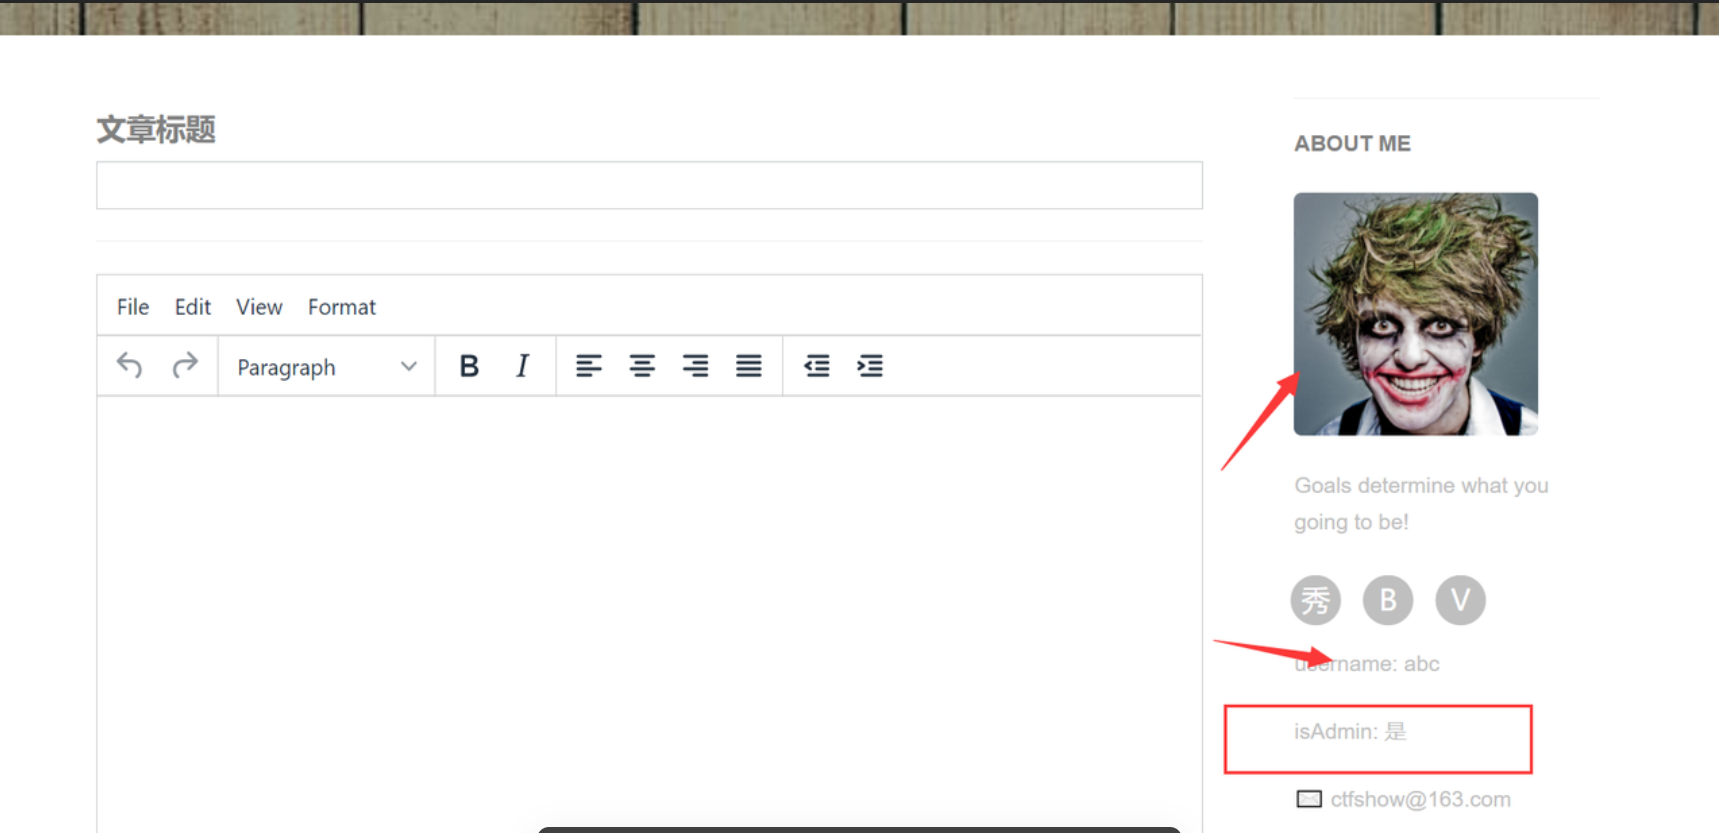 文章标题
File Edit View Format
Paragraph B I
ABOUT ME
Goals determine what you
going to be!
秀 B V
username: abc
isAdmin: 是
ctfshow@163.com